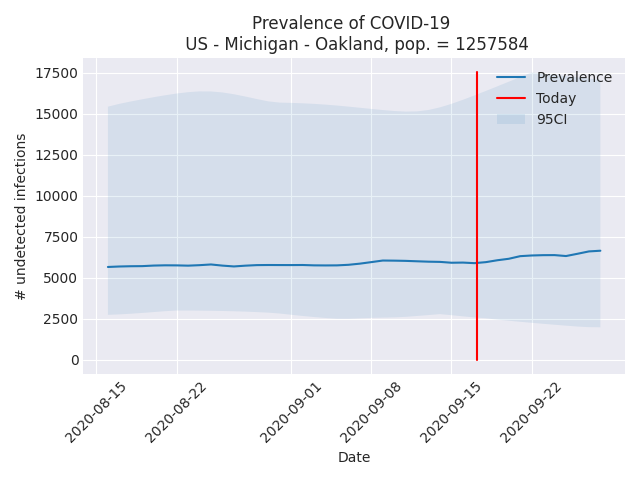 Prevalence of COVID-19
US - Michigan - Oakland, pop. = 1257584
17500
15000
12500
10000
7500
5000
2500
0
# undetected infections
Prevalence
Today
95CI
2020-08-15
2020-08-22
2020-09-01
2020-09-08
2020-09-15
2020-09-22
Date